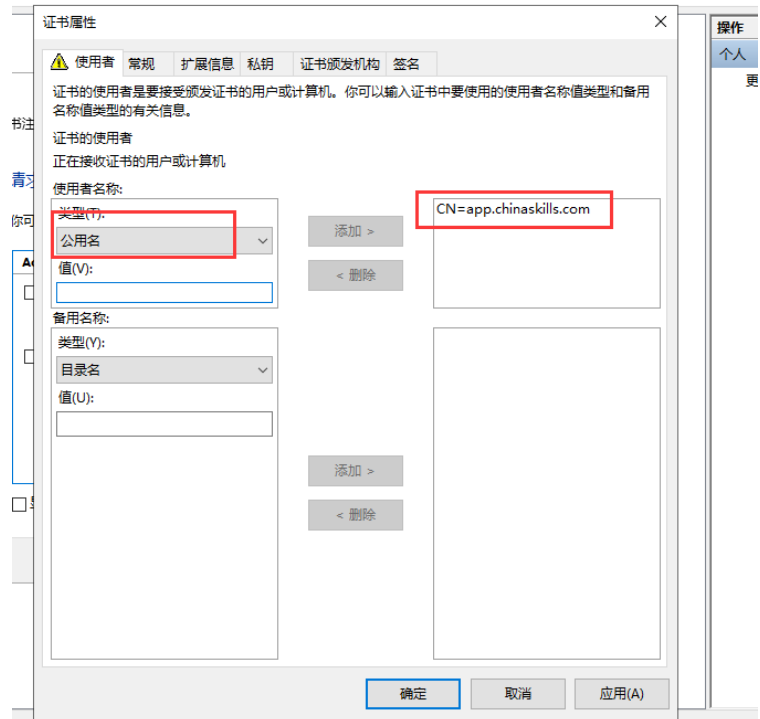 证书属性
操作
使用者 常规 扩展信息 私钥 证书颁发机构 签名
个人
更
证书的使用者是要接受颁发证书的用户或计算机。你可以输入证书中要使用的使用者名称值类型和备用
名称值类型的有关信息。
书注
证书的使用者
正在接收证书的用户或计算机
使用者名称:
类型(T):
CN=app.chinaskills.com
公用名
添加 >
你可
值(V):
< 删除
备用名称:
类型(Y):
目录名
值(U):
添加 >
< 删除
确定 取消 应用(A)